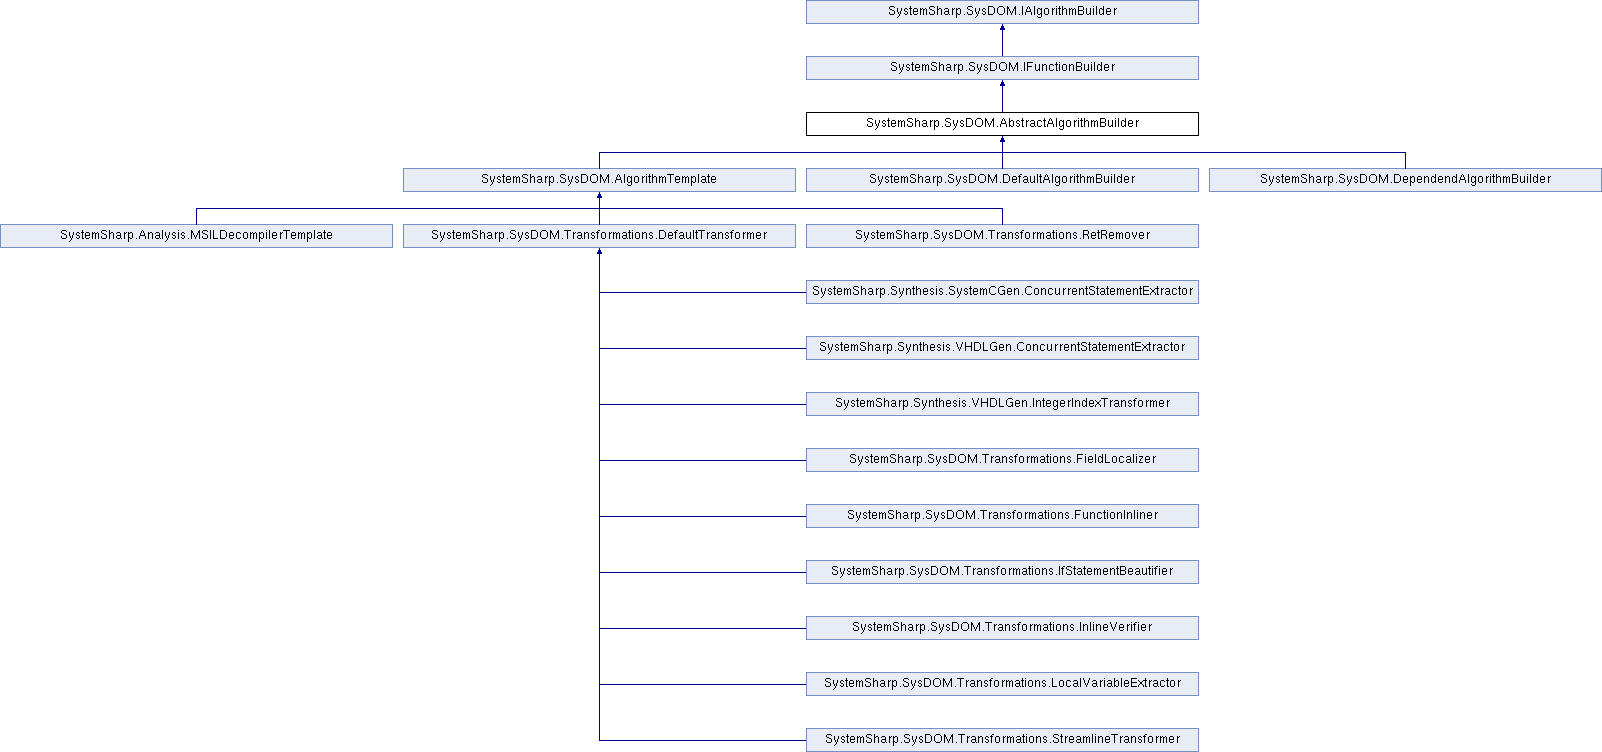 SystemSharp.SysDOM.IAlgorithmBuilder
SystemSharp.SysDOM.IFunctionBuilder
SystemSharp.SysDOM.AbstractAlgorithmBuilder
SystemSharp.SysDOM.AlgorithmTemplate
SystemSharp.SysDOM.DefaultAlgorithmBuilder
SystemSharp.SysDOM.DependendAlgorithmBuilder
SystemSharp.Analysis.MSILDecompilerTemplate
SystemSharp.SysDOM.Transformations.DefaultTransformer
SystemSharp.SysDOM.Transformations.RetRemover
SystemSharp.Synthesis.SystemCGen.ConcurrentStatementExtractor
SystemSharp.Synthesis.VHDLGen.ConcurrentStatementExtractor
SystemSharp.Synthesis.VHDLGen.IntegerIndexTransformer
SystemSharp.SysDOM.Transformations.FieldLocalizer
SystemSharp.SysDOM.Transformations.FunctionInliner
SystemSharp.SysDOM.Transformations.IfStatementBeautifier
SystemSharp.SysDOM.Transformations.InlineVerifier
SystemSharp.SysDOM.Transformations.LocalVariableExtractor
SystemSharp.SysDOM.Transformations.StreamlineTransformer